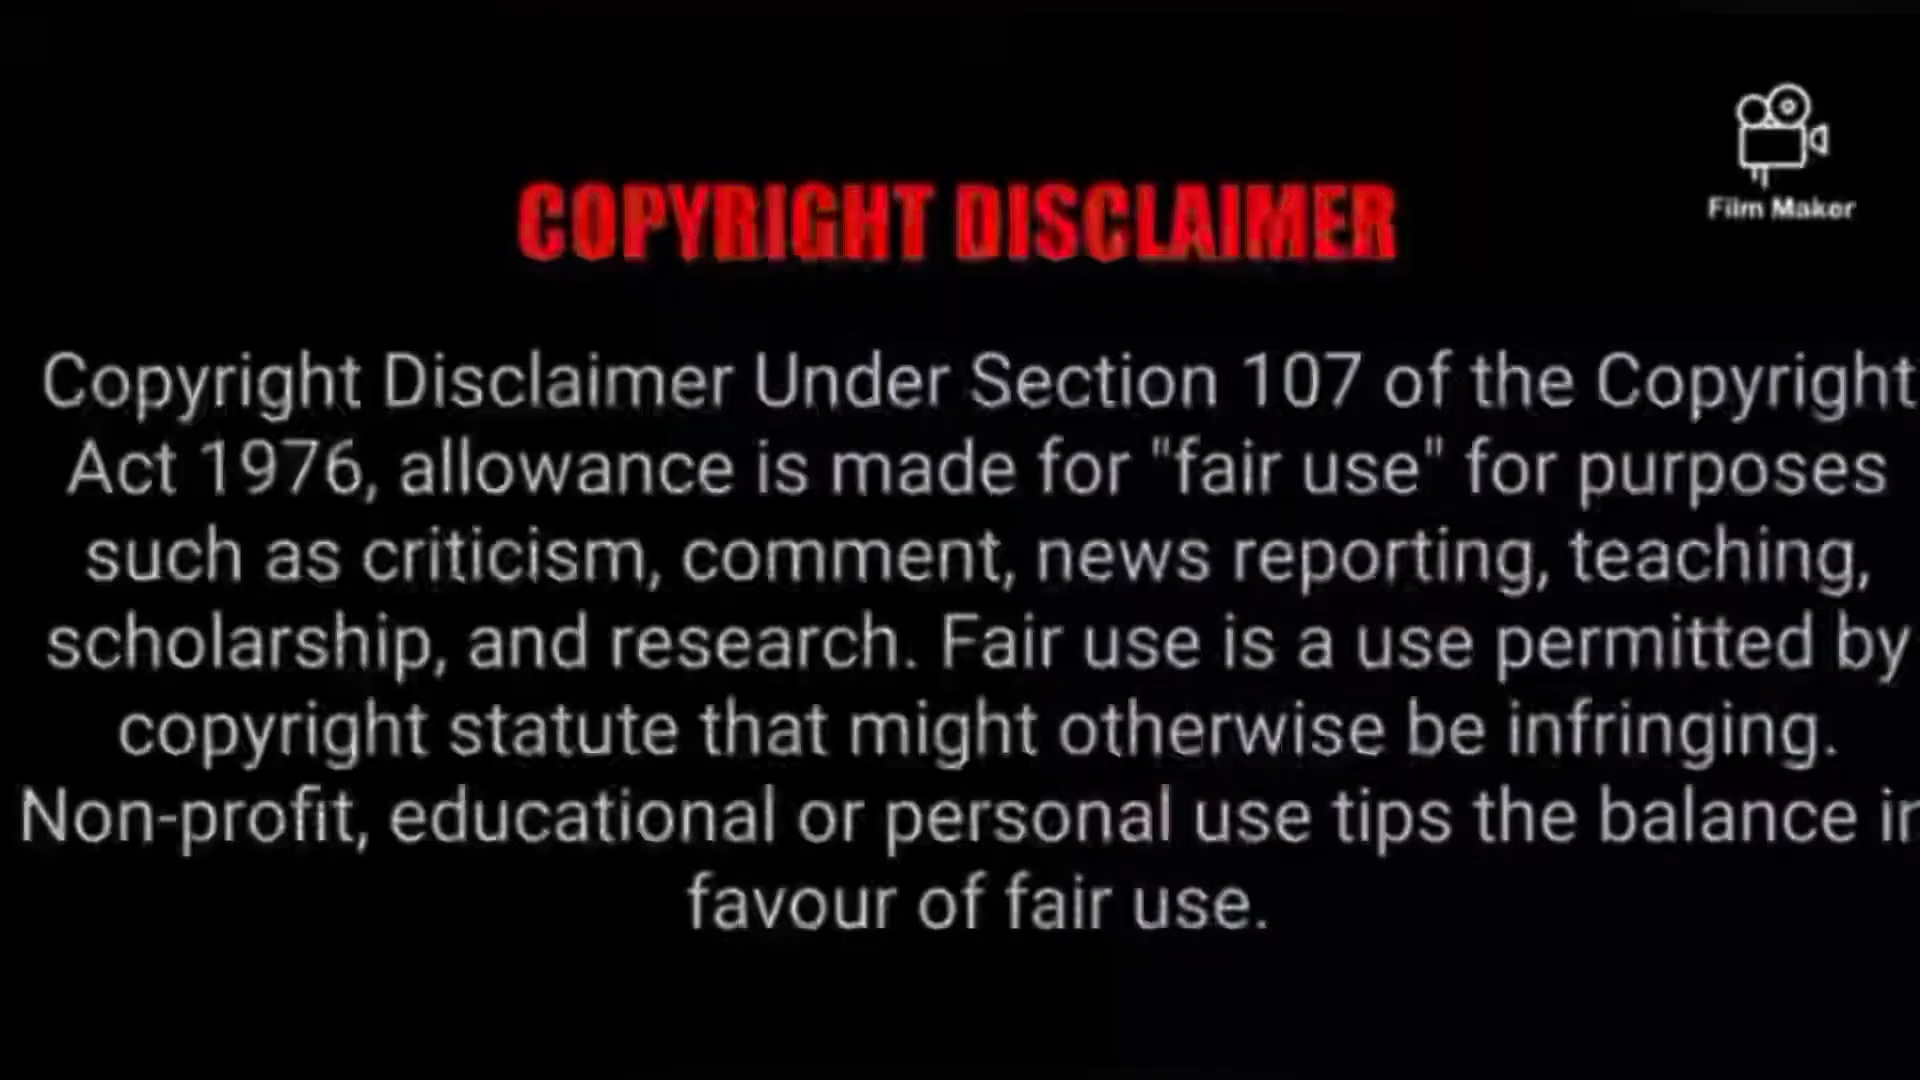 Film Maker
COPYRIGHT DISCLAIMER
Copyright Disclaimer Under Section 107 of the Copyright
Act 1976, allowance is made for "fair use" for purposes
such as criticism, comment, news reporting, teaching,
scholarship, and research. Fair use is a use permitted by
copyright statute that might otherwise be infringing.
Non-profit, educational or personal use tips the balance in
favour of fair use.